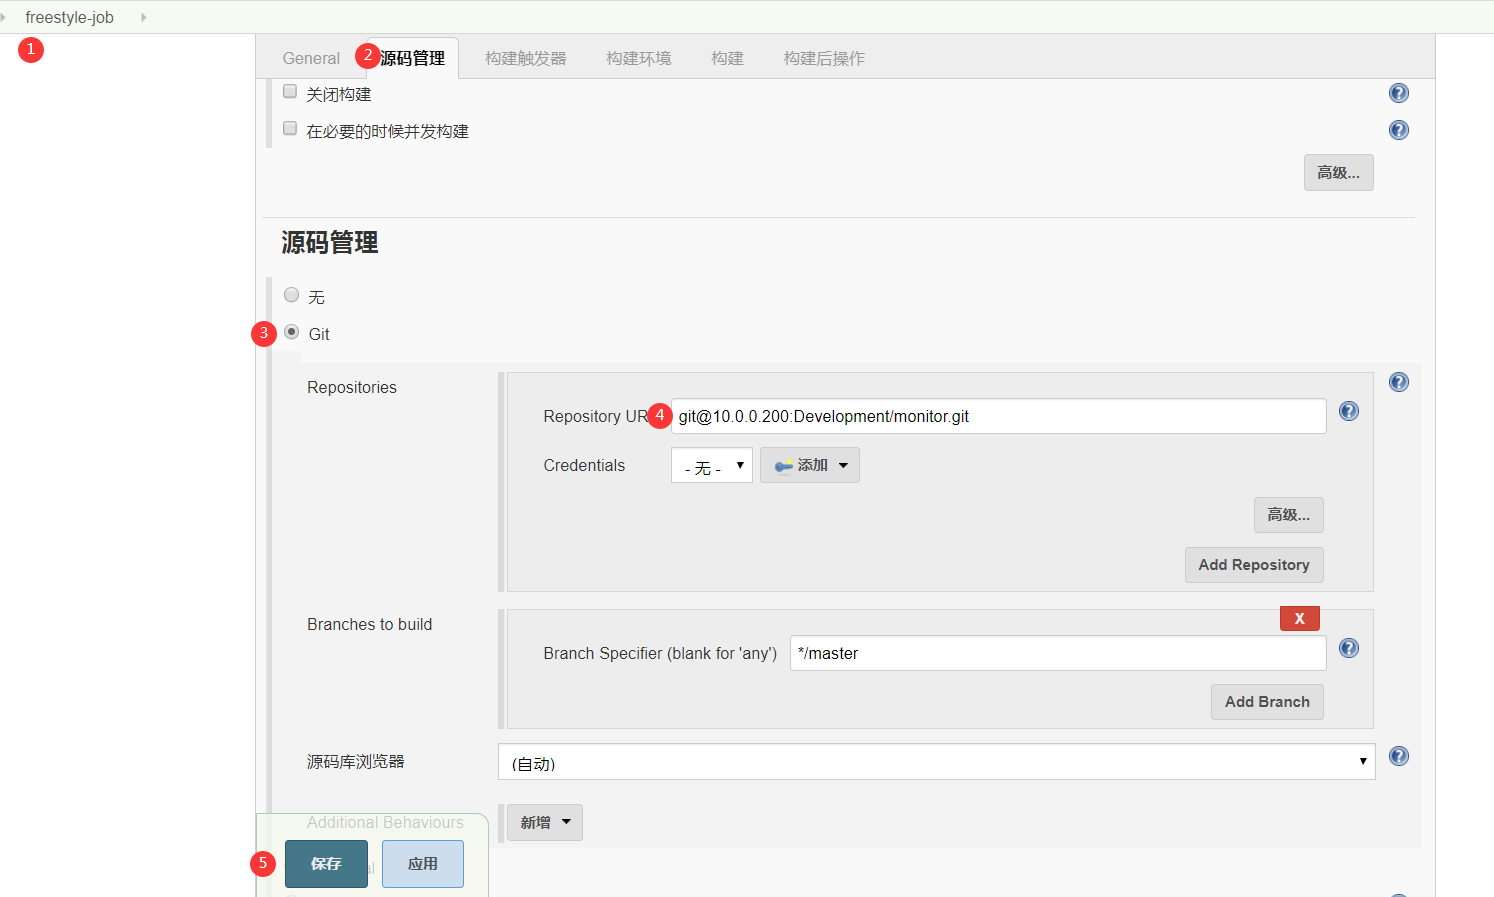 freestyle-job
1
General 2 源码管理 构建触发器 构建环境 构建 构建后操作
关闭构建
在必要的时候并发构建
高级...
源码管理
无
3 Git
Repositories
Repository UR 4 git@10.0.0.200:Development/monitor.git
Credentials - 无 - 添加
高级...
Add Repository
Branches to build
X
Branch Specifier (blank for 'any') */master
Add Branch
源码库浏览器 (自动)
Additional Behaviours 新增
5 保存 应用